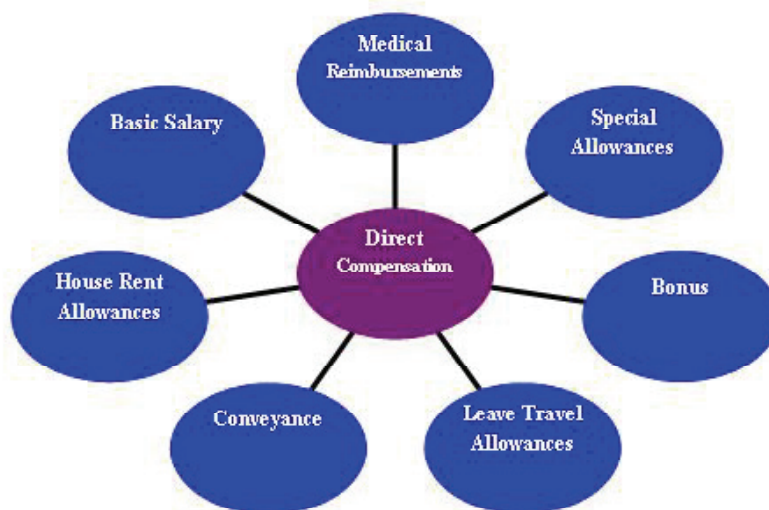 Medical
Reimbursements
Basic Salary
Special
Allowances
Direct
Compensation
House Rent
Allowances
Bonus
Conveyance
Leave Travel
Allowances